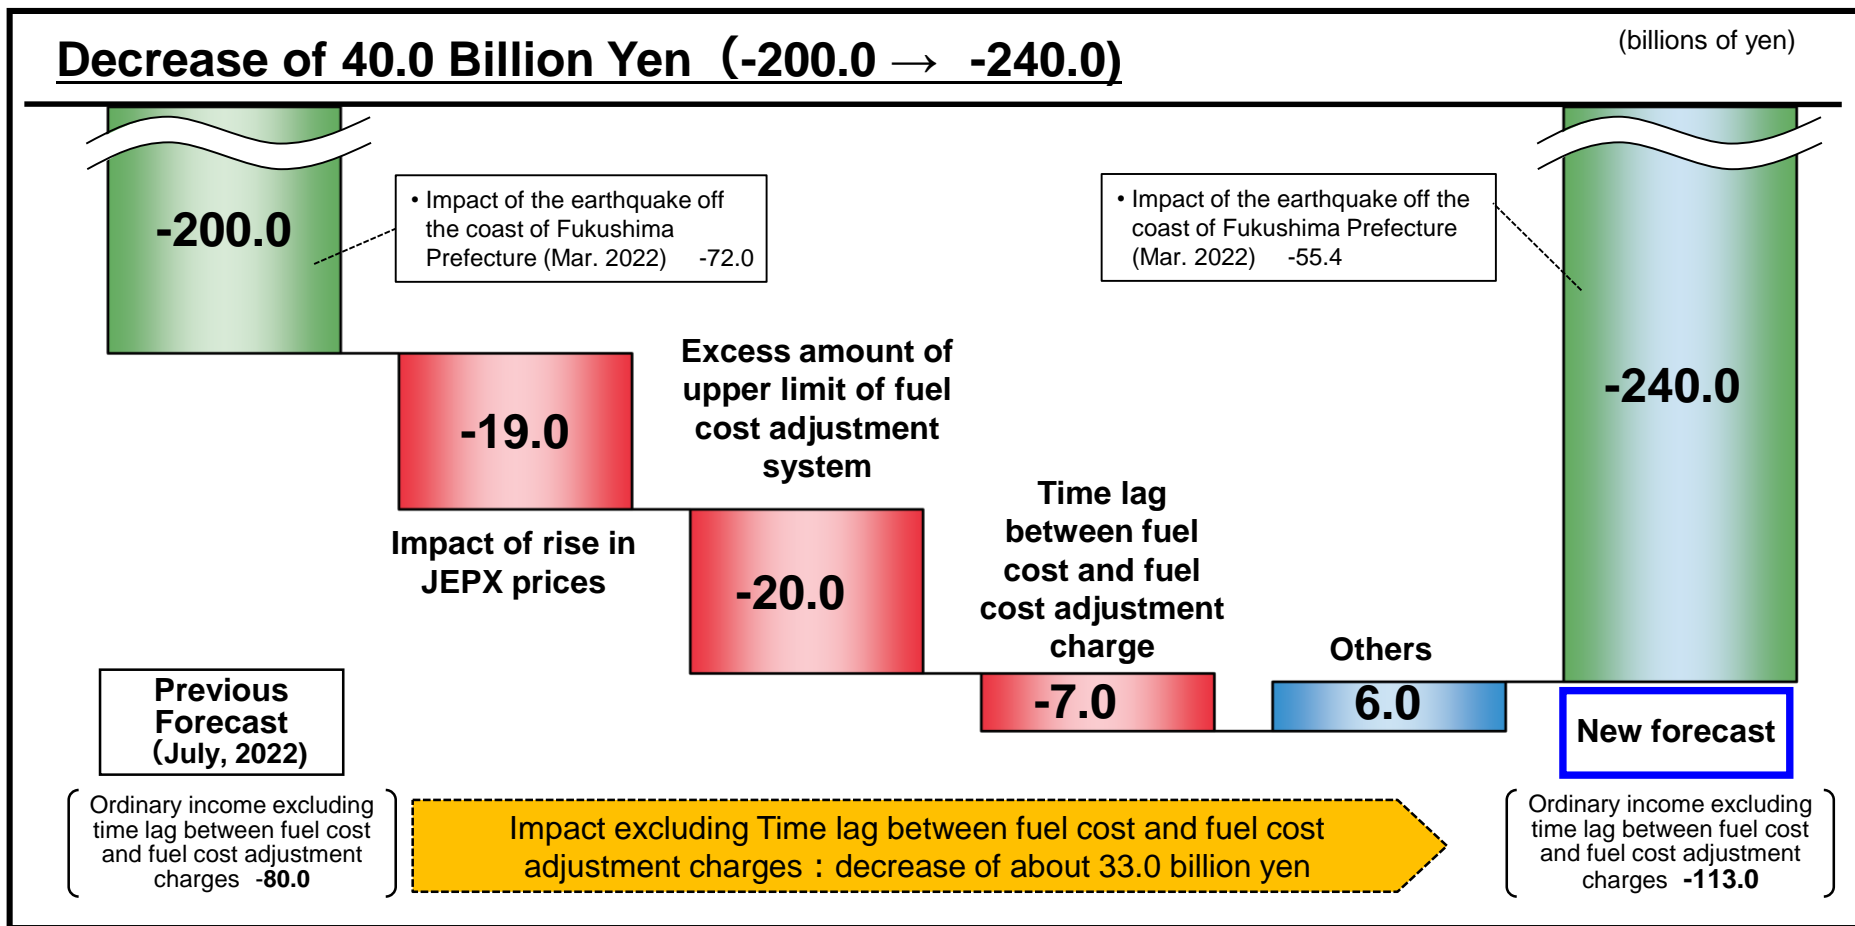 Decrease of 40.0 Billion Yen（-200.0 → -240.0)
(billions of yen)
-200.0
• Impact of the earthquake off
the coast of Fukushima
Prefecture (Mar. 2022) -72.0
• Impact of the earthquake off the
coast of Fukushima Prefecture
(Mar. 2022) -55.4
-240.0
-19.0
Impact of rise in
JEPX prices
Excess amount of
upper limit of fuel
cost adjustment
system
-20.0
Time lag
between fuel
cost and fuel
cost adjustment
charge
-7.0
Others
6.0
Previous
Forecast
（July, 2022)
New forecast
Ordinary income excluding
time lag between fuel cost
and fuel cost adjustment
charges -80.0
Impact excluding Time lag between fuel cost and fuel cost
adjustment charges：decrease of about 33.0 billion yen
Ordinary income excluding
time lag between fuel cost
and fuel cost adjustment
charges -113.0